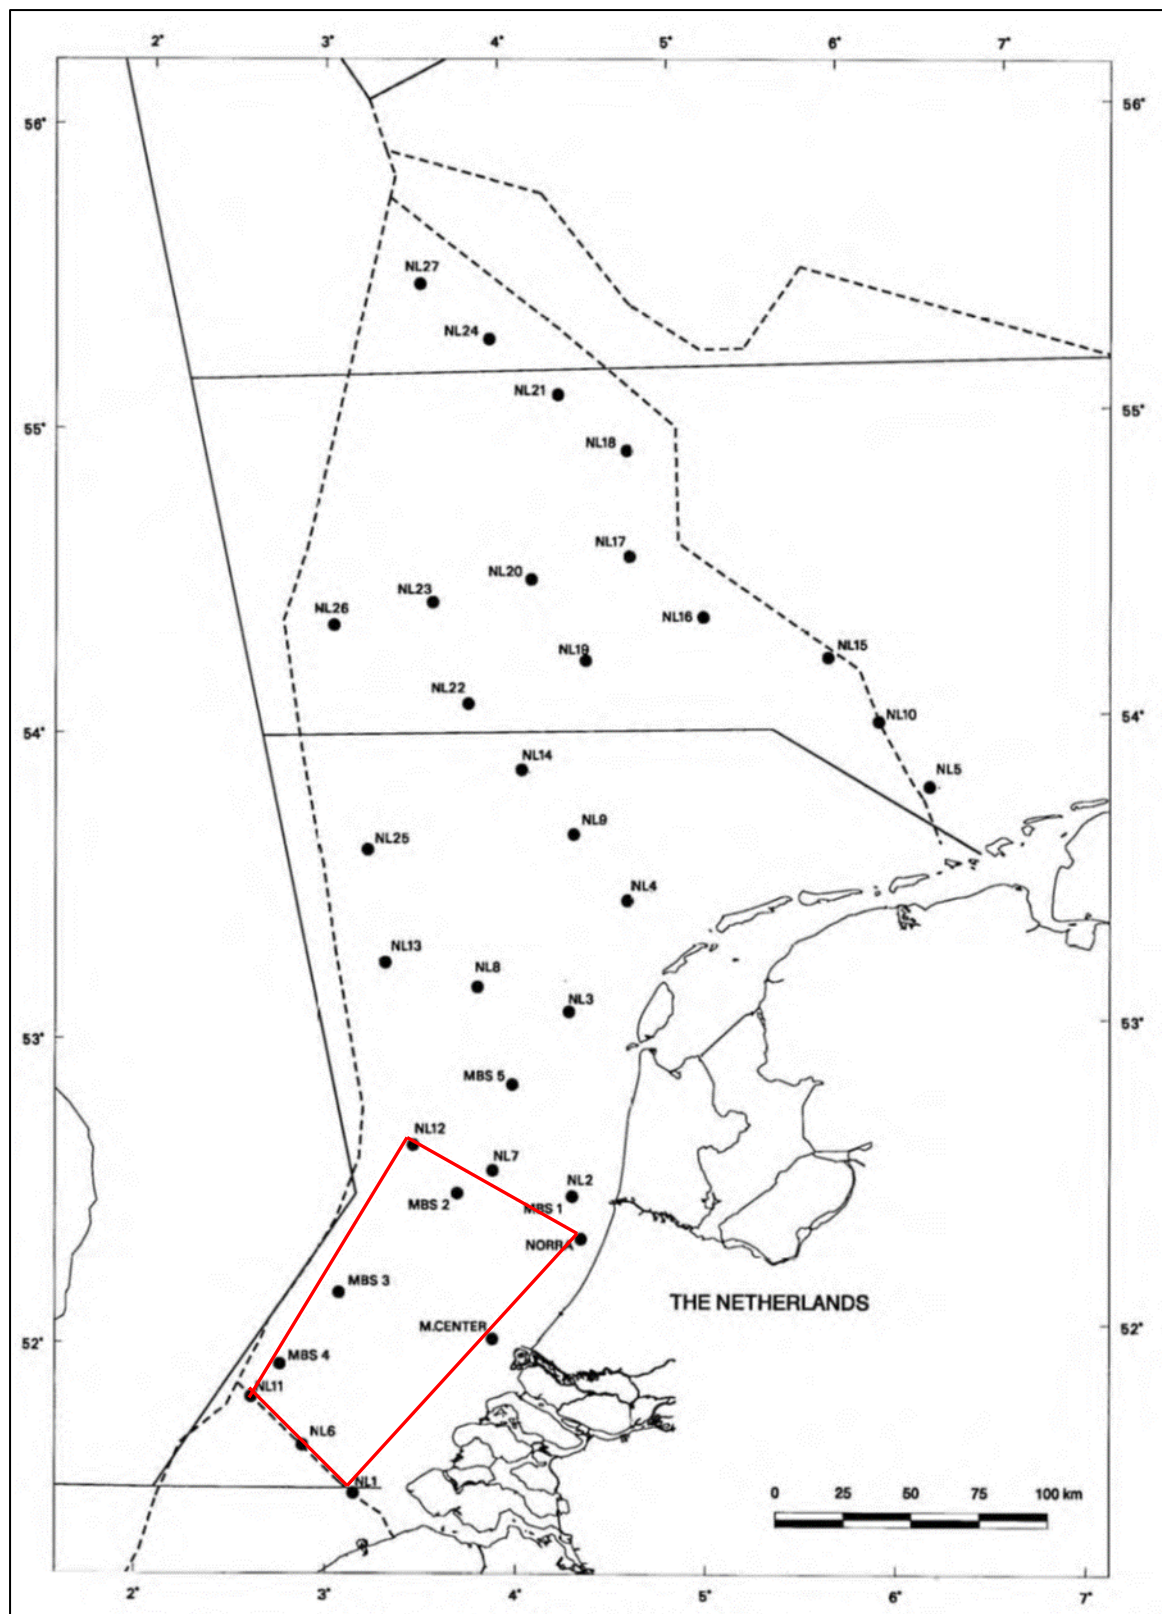 2° 3° 4° 5° 6° 7°
56° 56°
NL27
NL24
NL21
55° 55°
NL18
NL17
NL20
NL23
NL26
NL16
NL15
NL19
NL22
NL10
54° 54°
NL14
NL5
NL9
NL25
NL4
NL13
NL8
NL3
53° 53°
MBS 5
NL12
NL7
NL2
MBS 2
MBS 1
NORRA
MBS 3
THE NETHERLANDS
M.CENTER
52° 52°
MBS 4
NL11
NL6
NL1
0 25 50 75 100 km
2° 3° 4° 5° 6° 7°